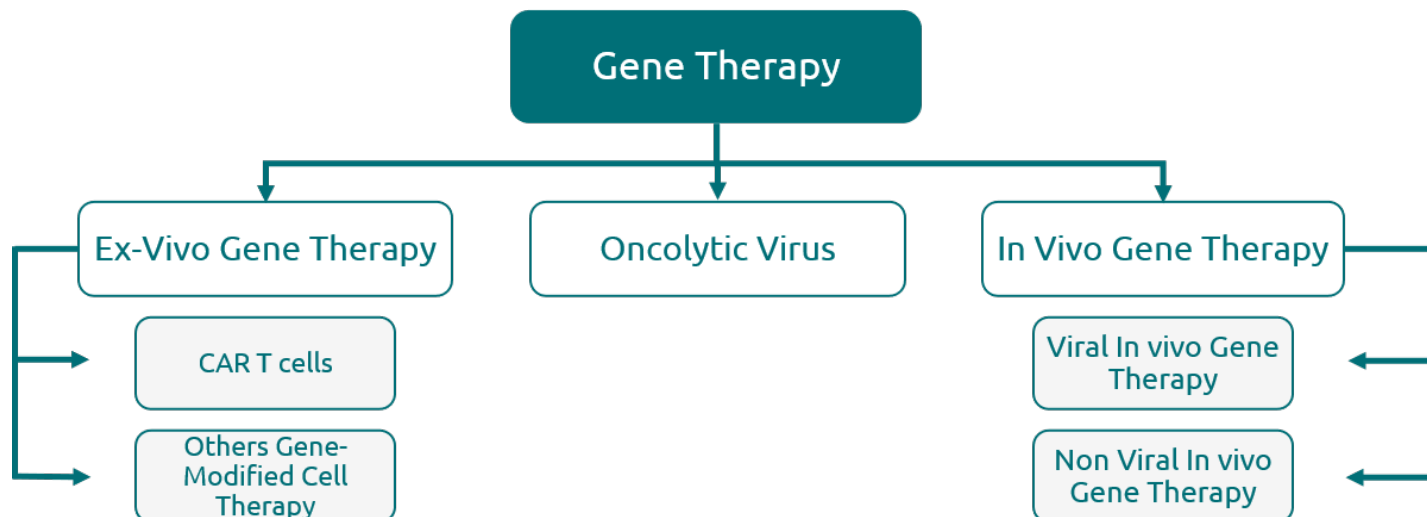 Gene Therapy
Ex-Vivo Gene Therapy
Oncolytic Virus
In Vivo Gene Therapy
CAR T cells
Viral In vivo Gene
Therapy
Others Gene-
Modified Cell
Therapy
Non Viral In vivo
Gene Therapy